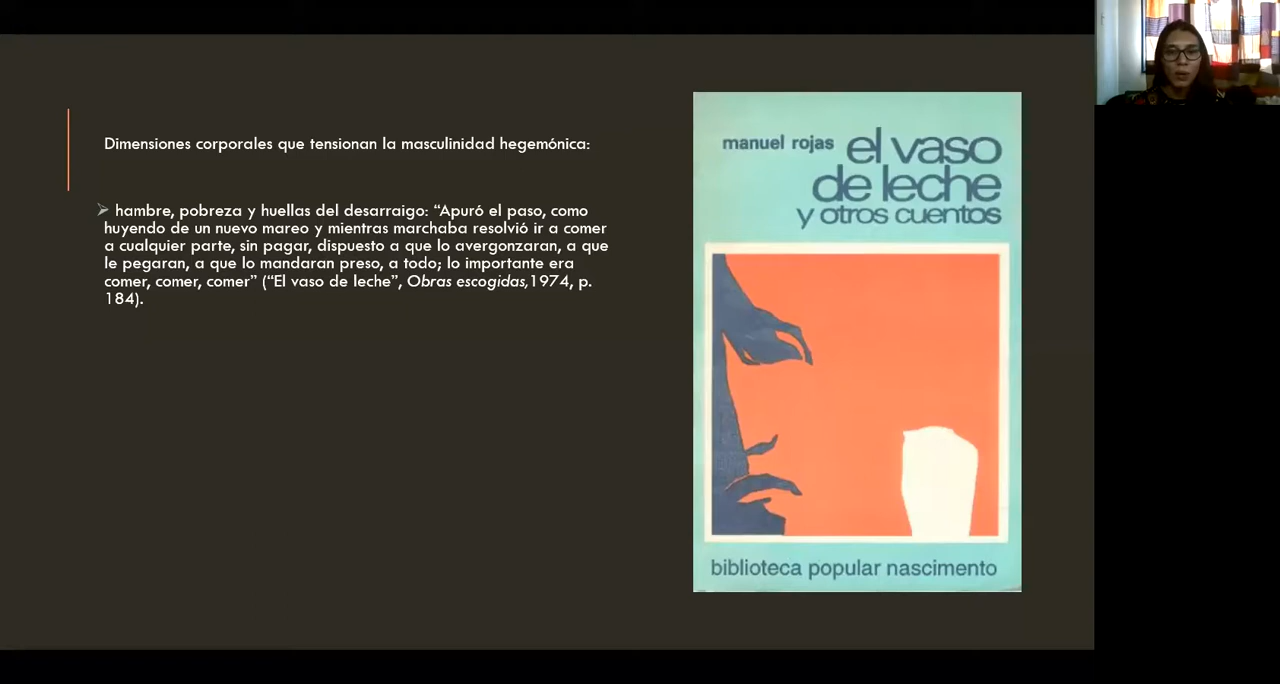 Dimensiones corporales que tensionan la masculinidad hegemónica:
hambre, pobreza y huellas del desarraigo: “Apuró el paso, como
huyendo de un nuevo mareo y mientras marchaba resolvió ir a comer
a cualquier parte, sin pagar, dispuesto a que lo avergonzaran, a que
le pegaran, a que lo mandaran preso, a todo; lo importante era
comer, comer, comer” (“El vaso de leche”, Obras escogidas,1974, p.
184).
manuel rojas el vaso
de leche
y otros cuentos
biblioteca popular nascimento